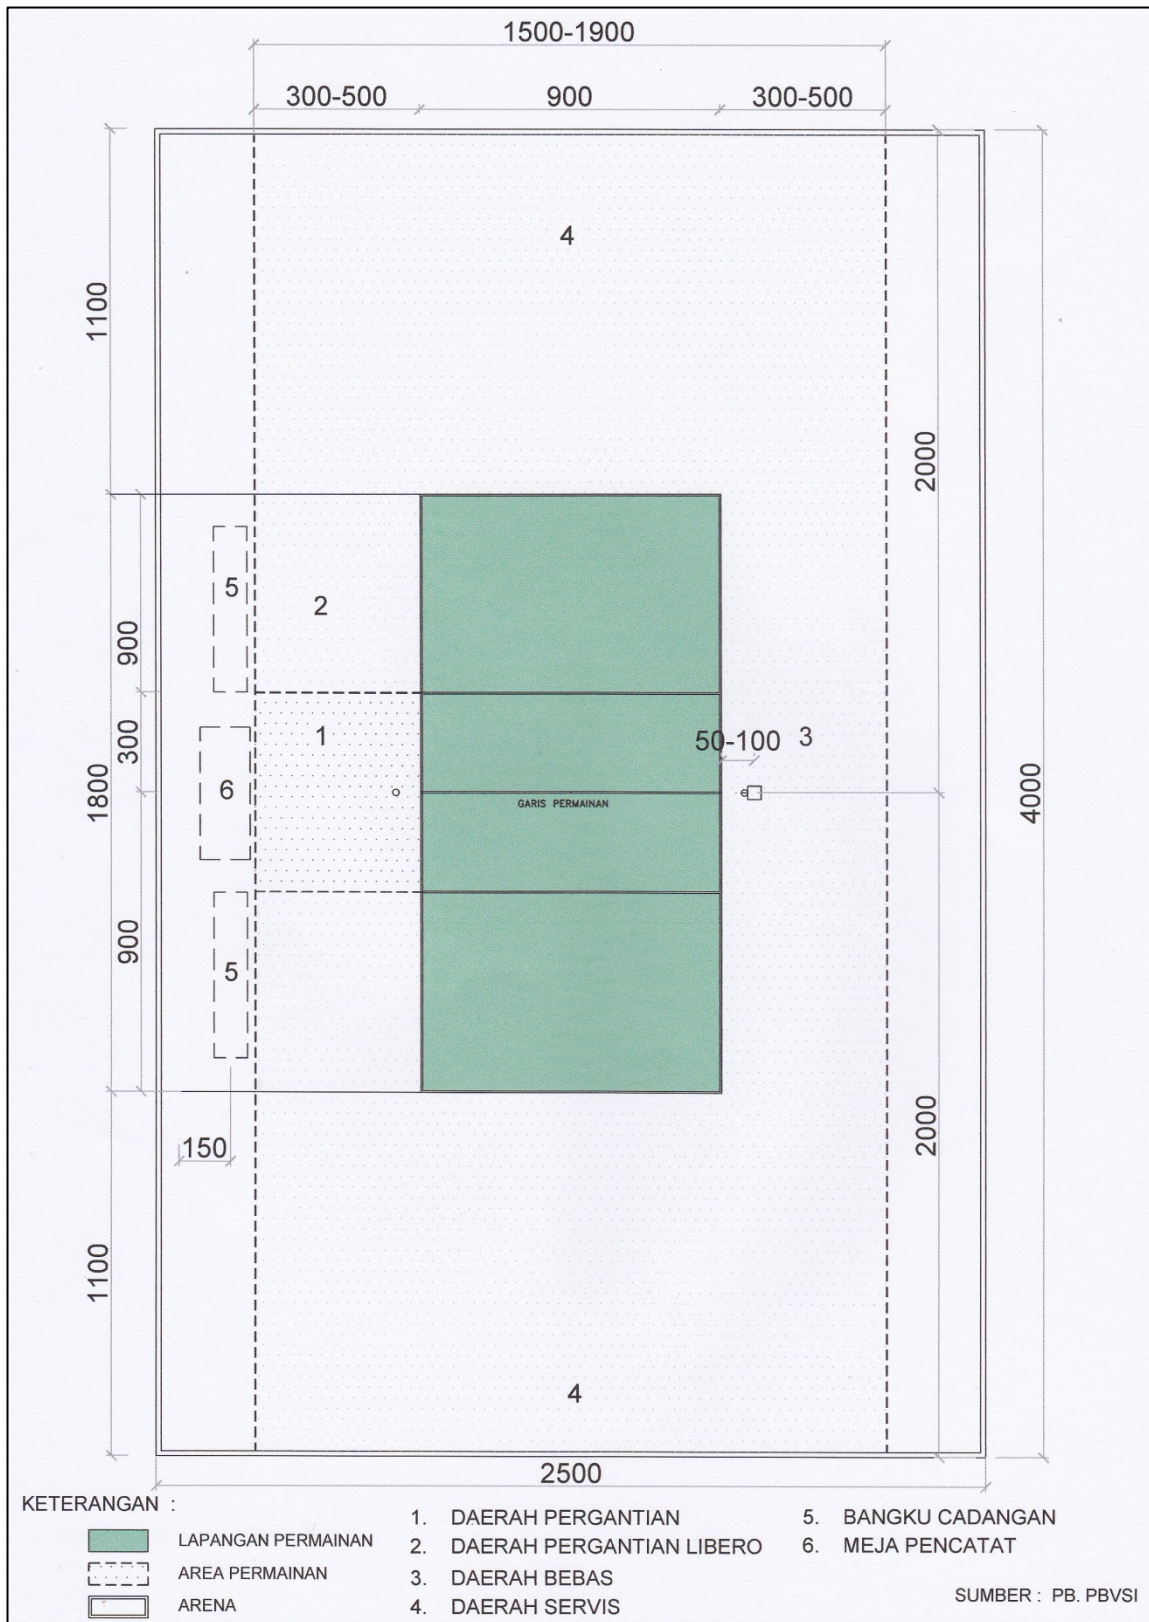 1500-1900
300-500 900 300-500
4
1100
2000
5
2
900
1
300
50-100 3
6
1800
GARIS PERMAINAN
4000
900
5
2000
150
1100
4
2500
KETERANGAN :
LAPANGAN PERMAINAN
AREA PERMAINAN
ARENA
1. DAERAH PERGANTIAN
2. DAERAH PERGANTIAN LIBERO
3. DAERAH BEBAS
4. DAERAH SERVIS
5. BANGKU CADANGAN
6. MEJA PENCATAT
SUMBER : PB. PBVSI